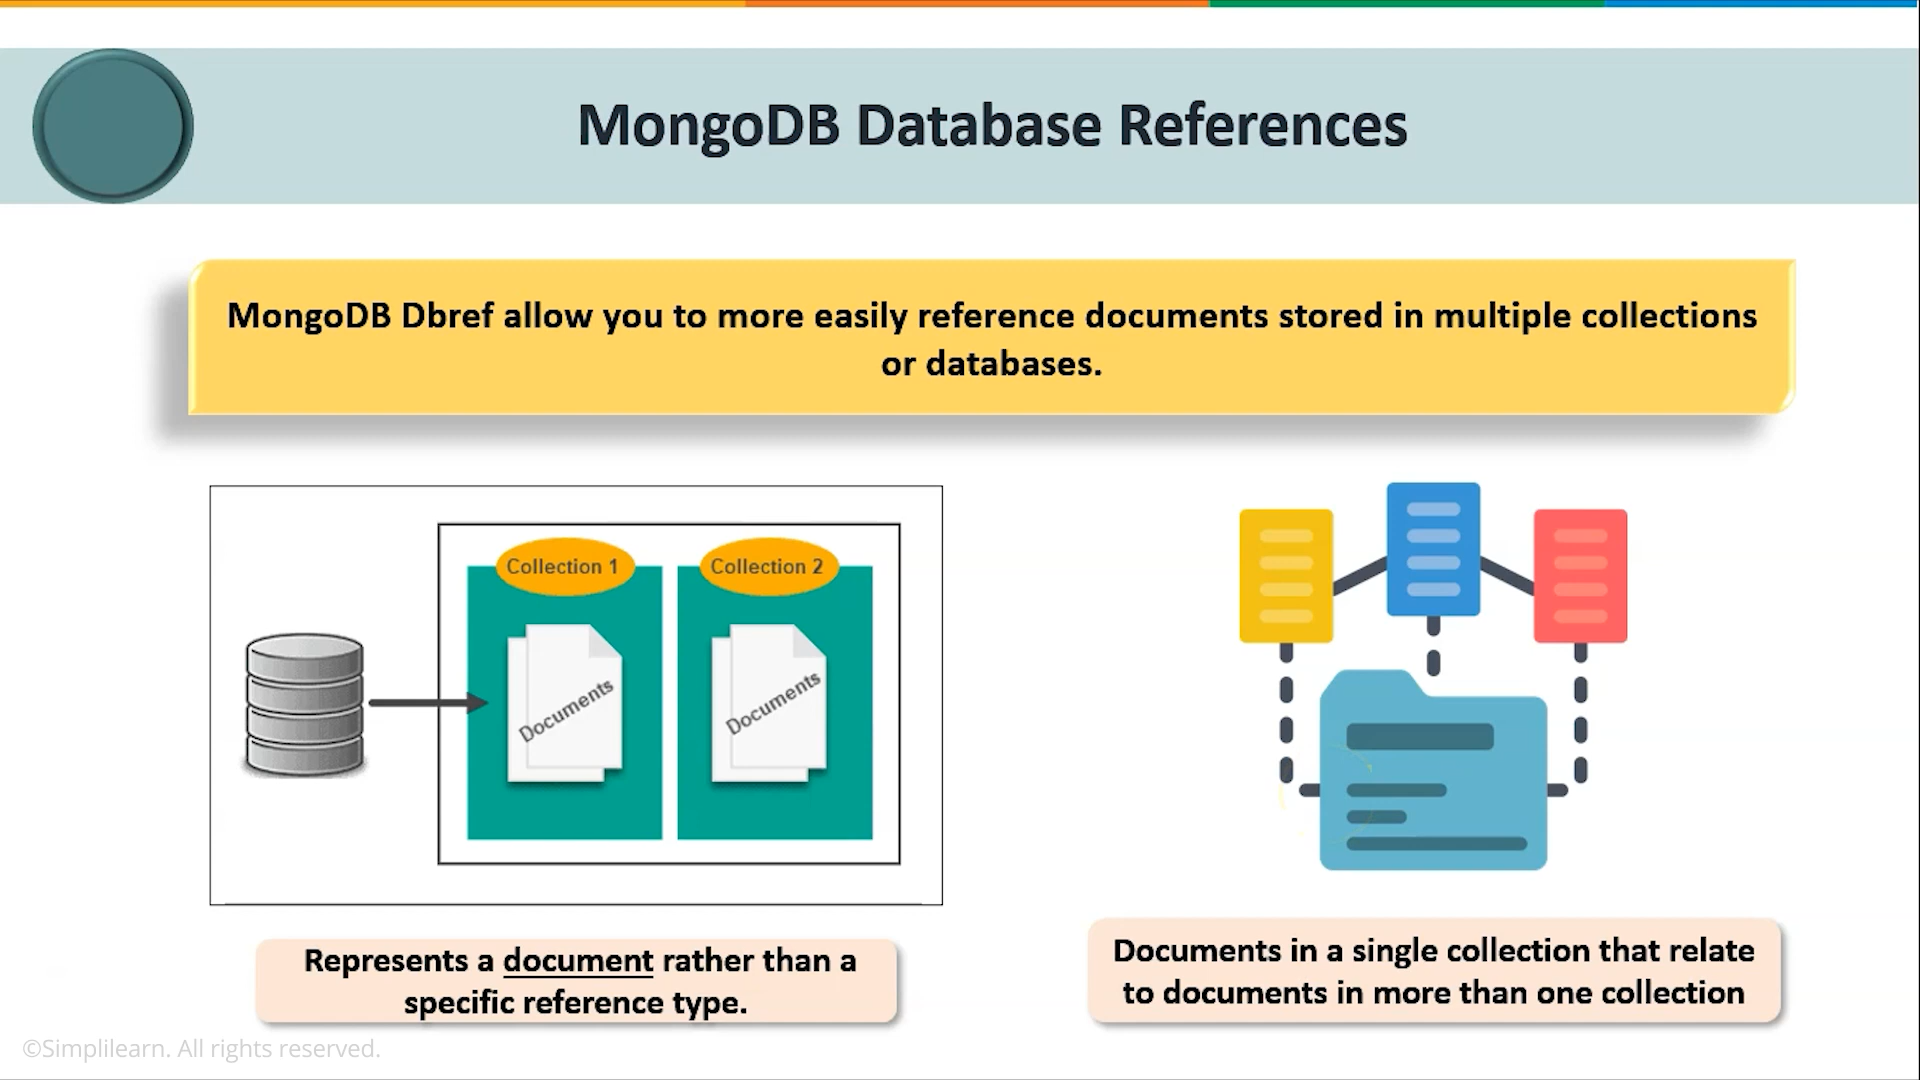 MongoDB Database References
MongoDB Dbref allow you to more easily reference documents stored in multiple collections
or databases.
Collection 1
Collection 2
Documents
Documents
Represents a document rather than a
specific reference type.
Documents in a single collection that relate
to documents in more than one collection
©Simplilearn. All rights reserved.